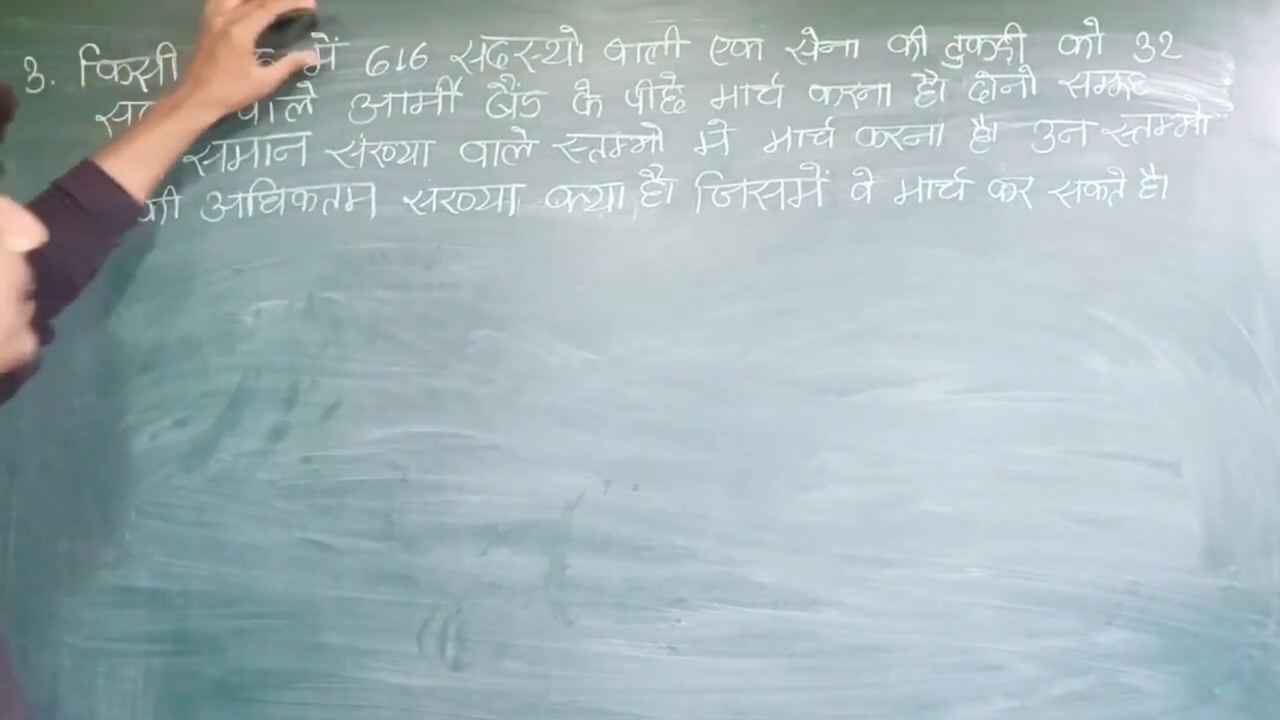 3. किसी में 616 सदस्यो वाली एक सेना की टुकड़ी को 32
वाले आर्मी बैंड के पीछे मार्च करना है। दोनो समूह
समान संख्या वाले स्तम्भो में मार्च करना है। उन स्तम्भो
की अधिकतम संख्या क्या है। जिसमें वे मार्च कर सकते है।